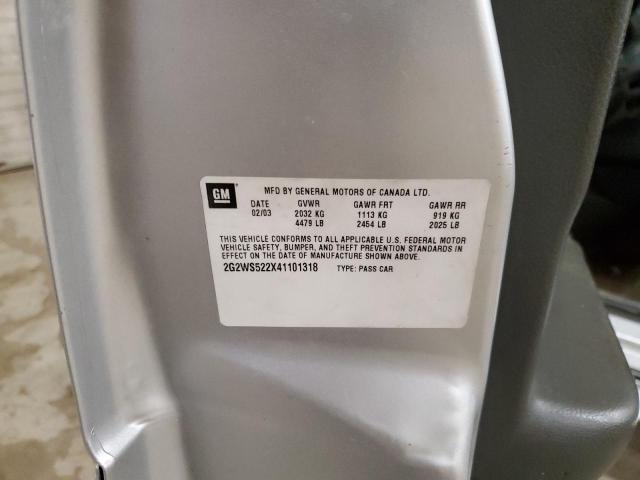 GM MFD BY GENERAL MOTORS OF CANADA LTD.
DATE GVWR GAWR FRT GAWR RR
02/03 2032 KG 1113 KG 919 KG
4479 LB 2454 LB 2025 LB
THIS VEHICLE CONFORMS TO ALL APPLICABLE U.S. FEDERAL MOTOR
VEHICLE SAFETY, BUMPER, AND THEFT PREVENTION STANDARDS IN
EFFECT ON THE DATE OF MANUFACTURE SHOWN ABOVE.
2G2WS522X41101318 TYPE: PASS CAR